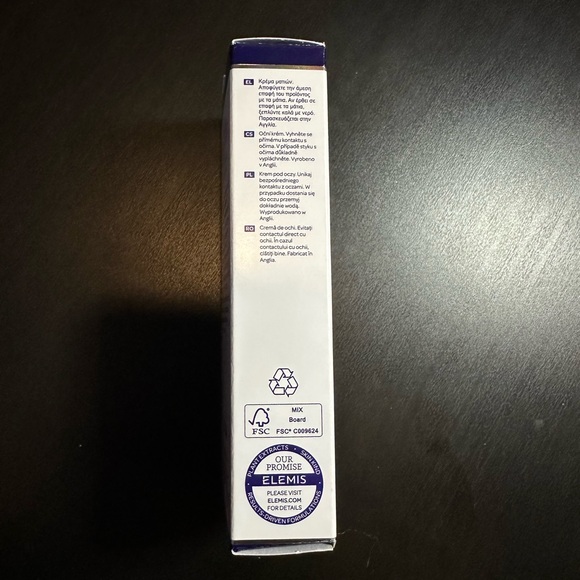 EL Κρέμα ματιών.
Αποφύγετε την άμεση
επαφή του προϊόντος
με τα μάτια. Αν έρθει σε
επαφή με τα μάτια,
ξεπλύντε καλά με νερό.
Παρασκευάζεται στην
Αγγλία.
CS Oční krém. Vyhněte se
přímému kontaktu s
očima. V případě styku s
očima důkladně
vypláchněte. Vyrobeno
v Anglii.
PL Krem pod oczy. Unikaj
bezpośredniego
kontaktu z oczami. W
przypadku dostania się
do oczu przemyj
dokładnie wodą.
Wyprodukowano w
Anglii.
RO Cremă de ochi. Evitați
contactul direct cu
ochii. În cazul
contactului cu ochii,
clătiți bine. Fabricat în
Anglia.
MIX
Board
FSC
FSC® C009624
PLANT EXTRACTS • SKIN KIND
OUR
PROMISE
ELEMIS
PLEASE VISIT
ELEMIS.COM
FOR DETAILS
RESULTS-DRIVEN FORMULATIONS